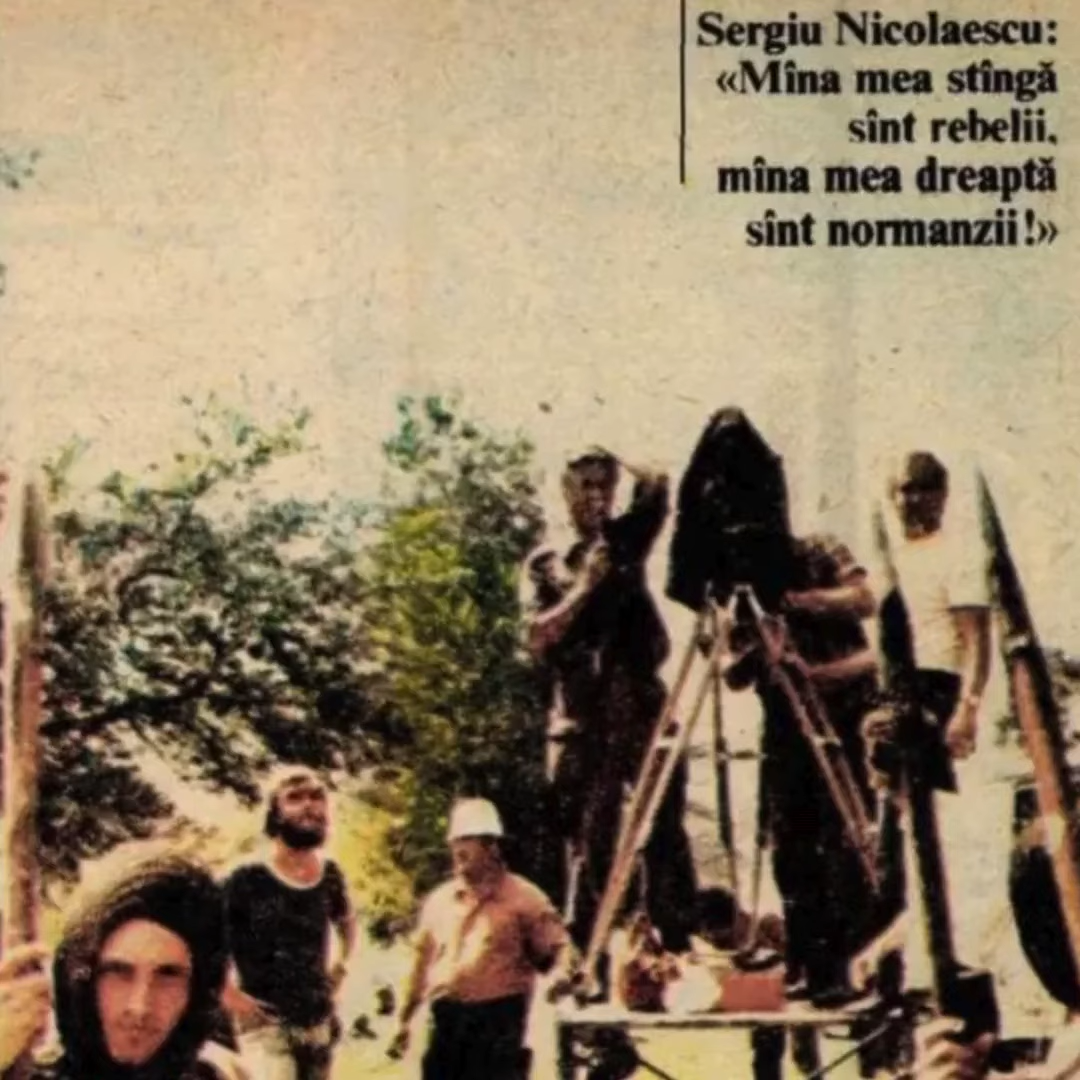 Sergiu Nicolaescu:
«Mîna mea stîngă
sînt rebelii,
mîna mea dreaptă
sînt normanzii!»